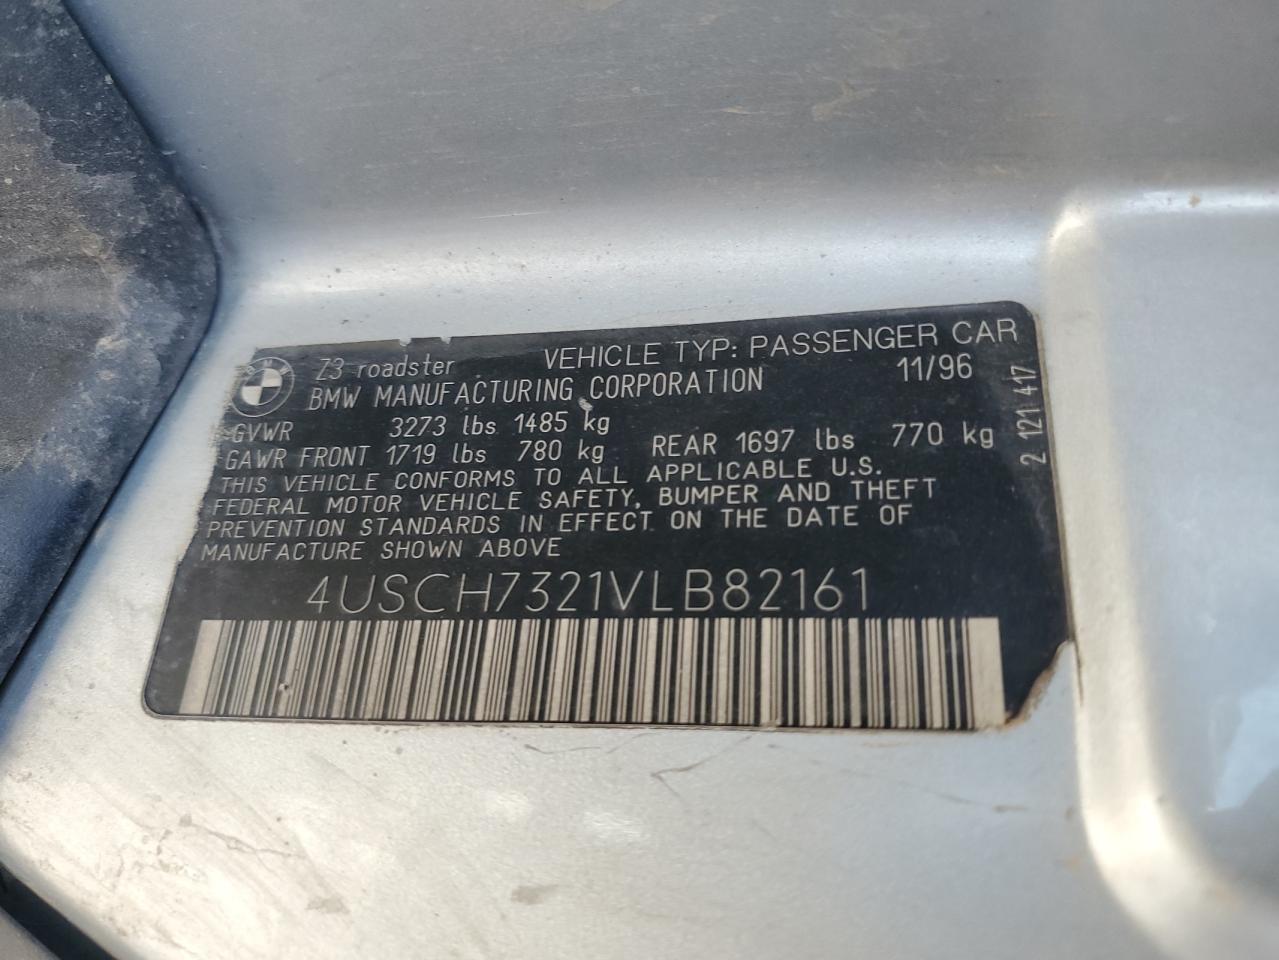 Z3 roadster VEHICLE TYP: PASSENGER CAR
BMW MANUFACTURING CORPORATION 11/96
GVWR 3273 lbs 1485 kg
GAWR FRONT 1719 lbs 780 kg REAR 1697 lbs 770 kg
THIS VEHICLE CONFORMS TO ALL APPLICABLE U.S.
FEDERAL MOTOR VEHICLE SAFETY, BUMPER AND THEFT
PREVENTION STANDARDS IN EFFECT ON THE DATE OF
MANUFACTURE SHOWN ABOVE
4USCH7321VLB82161
2 121 417